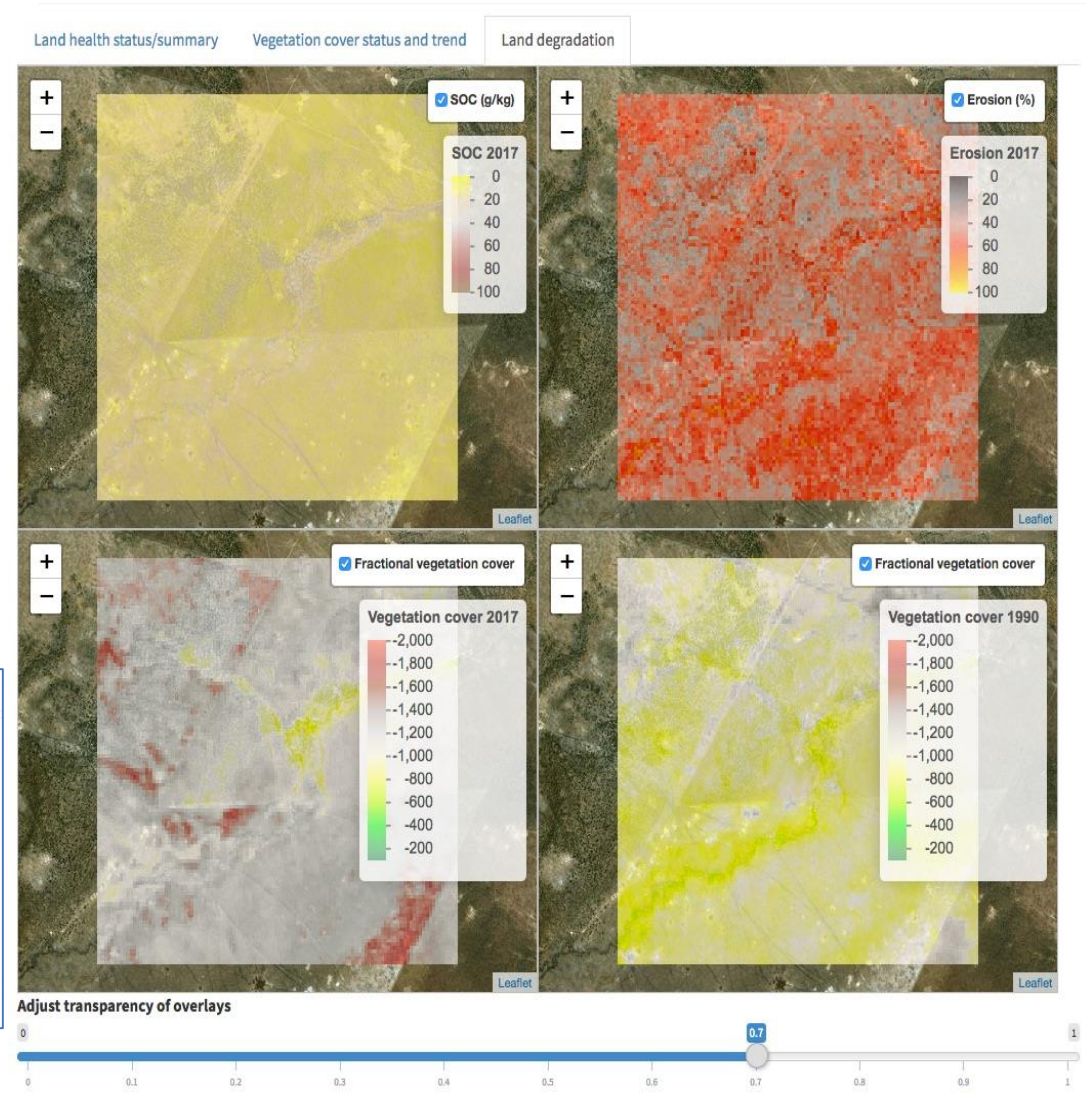 Land health status/summary Vegetation cover status and trend Land degradation
+
−
SOC (g/kg)
SOC 2017
0
20
40
60
80
100
Leaflet
+
−
Erosion (%)
Erosion 2017
0
20
40
60
80
100
Leaflet
+
−
Fractional vegetation cover
Vegetation cover 2017
-2,000
-1,800
-1,600
-1,400
-1,200
-1,000
-800
-600
-400
-200
Leaflet
+
−
Fractional vegetation cover
Vegetation cover 1990
-2,000
-1,800
-1,600
-1,400
-1,200
-1,000
-800
-600
-400
-200
Leaflet
Adjust transparency of overlays
0 0.7 1
0 0.1 0.2 0.3 0.4 0.5 0.6 0.7 0.8 0.9 1